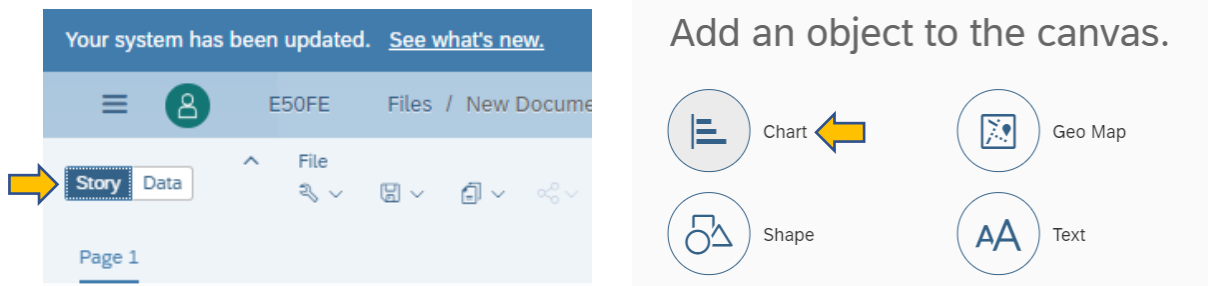 Your system has been updated. See what's new.
E50FE Files / New Docume
File
Story Data
Page 1
Add an object to the canvas.
Chart Geo Map
Shape AA Text